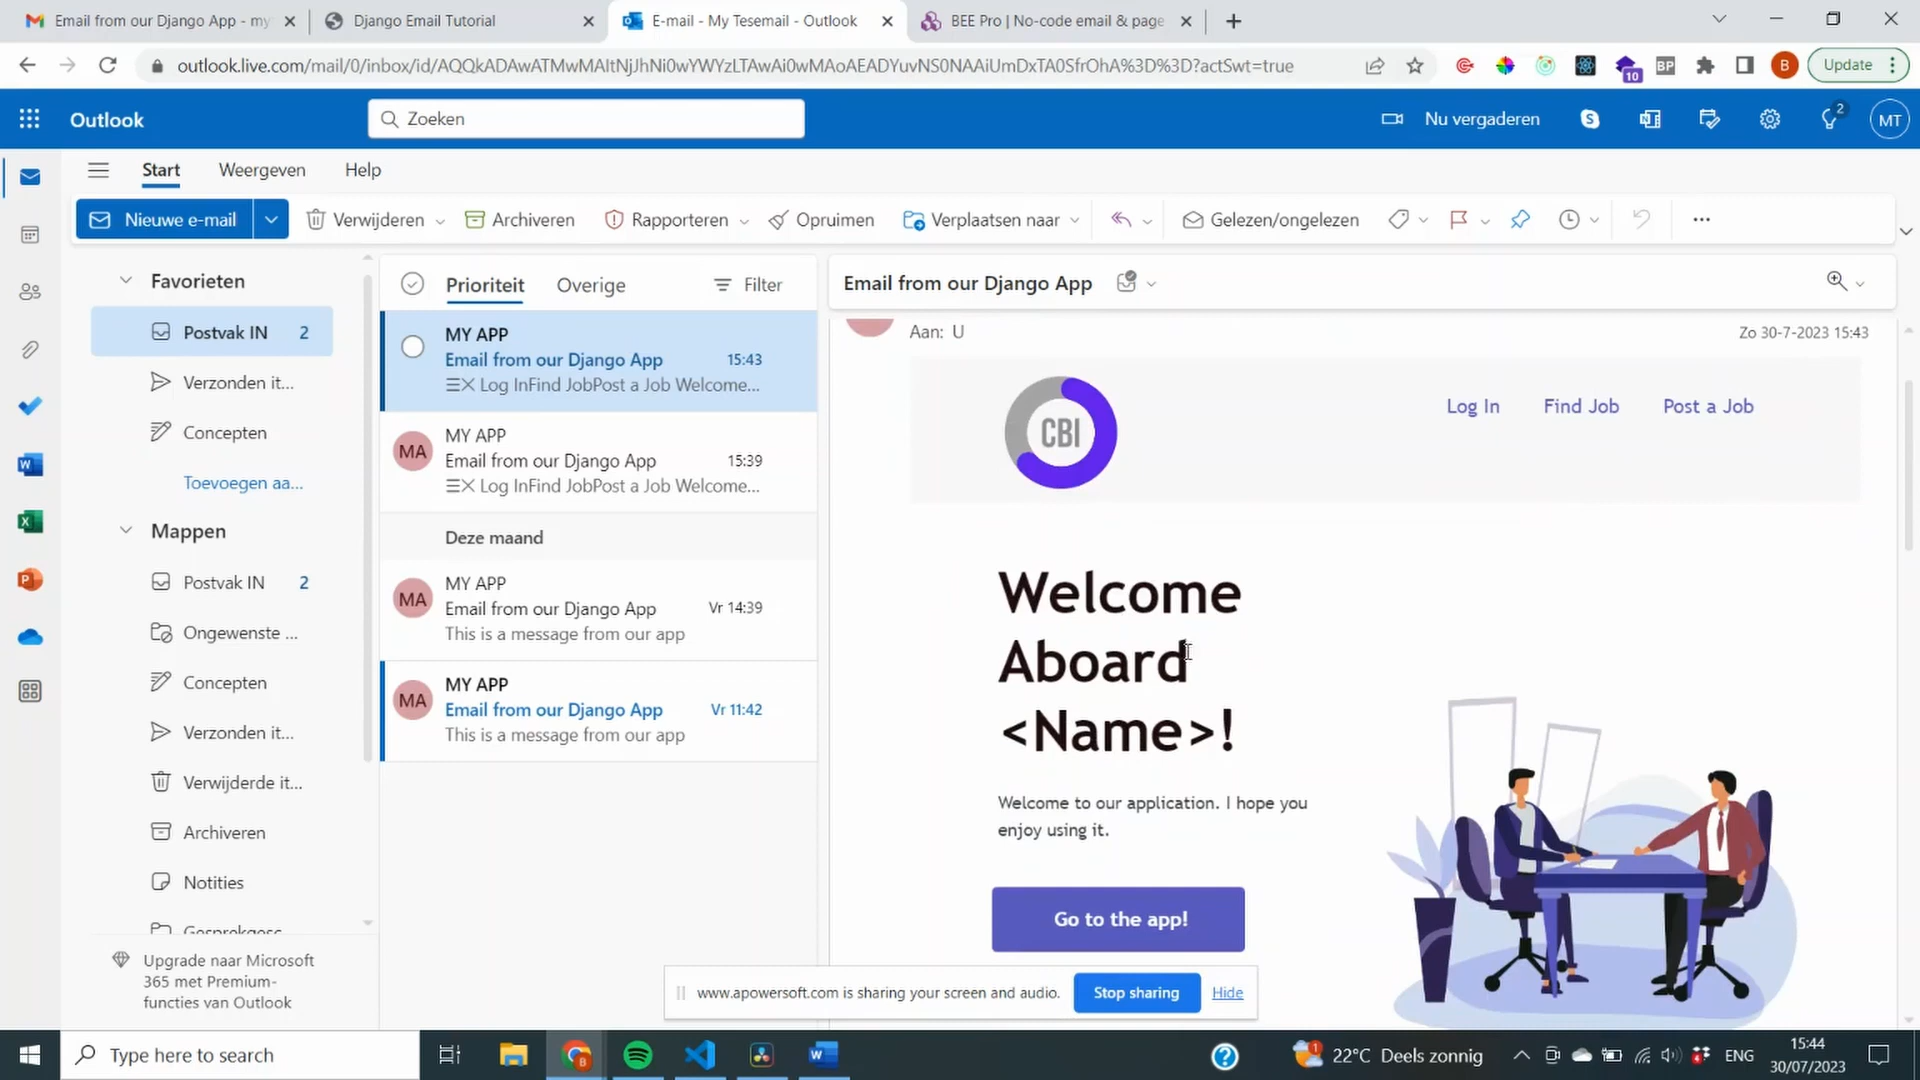 Email from our Django App - my
Django Email Tutorial
E-mail - My Tesemail - Outlook
BEE Pro | No-code email & page
outlook.live.com/mail/0/inbox/id/AQQkADAwATMwMAItNjJhNi0wYWYzLTAwAi0wMAoAEADYuvNS0NAAiUmDxTA0SfrOhA%3D%3D?actSwt=true
10
BP
B
Update
Outlook
Zoeken
Nu vergaderen
2
MT
Start
Weergeven
Help
Nieuwe e-mail
Verwijderen
Archiveren
Rapporteren
Opruimen
Verplaatsen naar
Gelezen/ongelezen
Favorieten
Postvak IN 2
Verzonden it...
Concepten
Toevoegen aa...
Mappen
Postvak IN 2
Ongewenste ...
Concepten
Verzonden it...
Verwijderde it...
Archiveren
Notities
Gespreksgesc...
Upgrade naar Microsoft
365 met Premium-
functies van Outlook
Prioriteit
Overige
Filter
MY APP
Email from our Django App 15:43
Log InFind JobPost a Job Welcome...
MA
MY APP
Email from our Django App 15:39
Log InFind JobPost a Job Welcome...
Deze maand
MA
MY APP
Email from our Django App Vr 14:39
This is a message from our app
MA
MY APP
Email from our Django App Vr 11:42
This is a message from our app
Email from our Django App
Aan: U
Zo 30-7-2023 15:43
CBI
Log In
Find Job
Post a Job
Welcome
Aboard
<Name>!
Welcome to our application. I hope you
enjoy using it.
Go to the app!
www.apowersoft.com is sharing your screen and audio.
Stop sharing
Hide
Type here to search
22°C Deels zonnig
ENG
15:44
30/07/2023